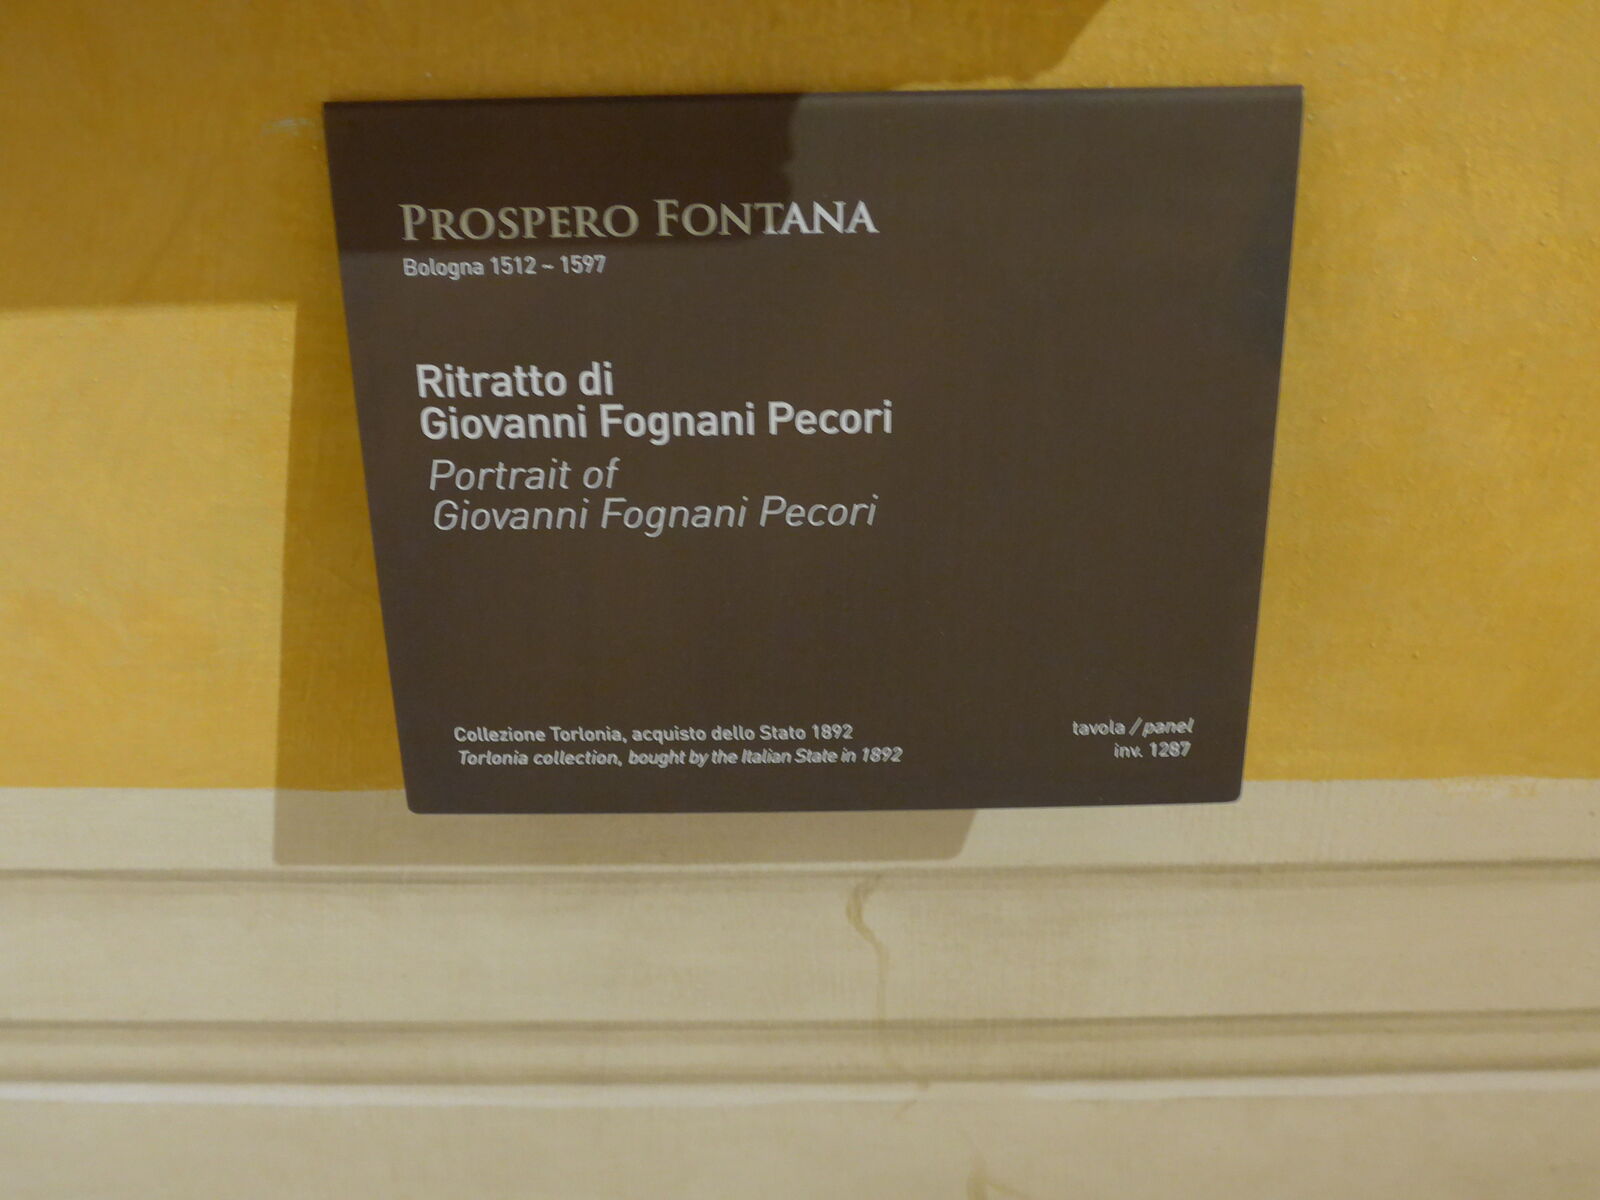 PROSPERO FONTANA
Bologna 1512 ~ 1597
Ritratto di
Giovanni Fognani Pecori
Portrait of
Giovanni Fognani Pecori
Collezione Torlonia, acquisto dello Stato 1892
Torlonia collection, bought by the Italian State in 1892
tavola / panel
inv. 1287